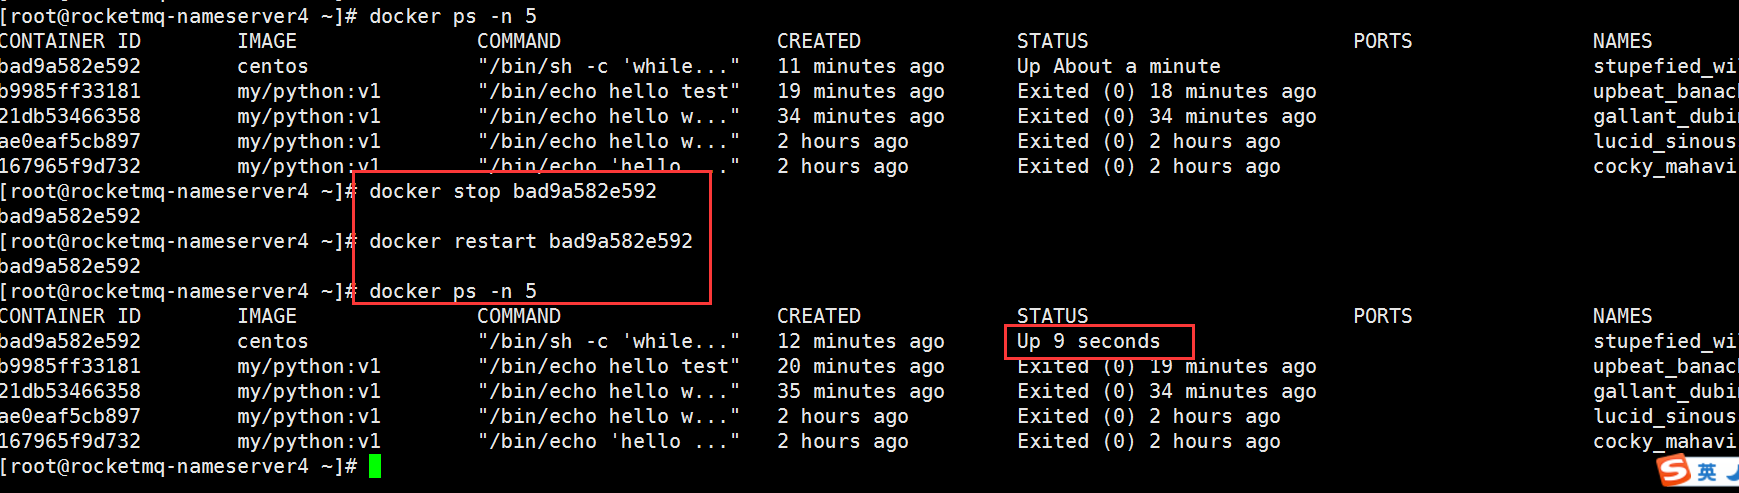 [root@rocketmq-nameserver4 ~]# docker ps -n 5
CONTAINER ID        IMAGE               COMMAND                  CREATED             STATUS                      PORTS               NAMES
bad9a582e592        centos              "/bin/sh -c 'while..."   11 minutes ago      Up About a minute                               stupefied_wi
b9985ff33181        my/python:v1        "/bin/echo hello test"   19 minutes ago      Exited (0) 18 minutes ago                       upbeat_banac
21db53466358        my/python:v1        "/bin/echo hello w..."   34 minutes ago      Exited (0) 34 minutes ago                       gallant_dubin
ae0eaf5cb897        my/python:v1        "/bin/echo hello w..."   2 hours ago         Exited (0) 2 hours ago                          lucid_sinous
167965f9d732        my/python:v1        "/bin/echo 'hello ..."   2 hours ago         Exited (0) 2 hours ago                          cocky_mahavi
[root@rocketmq-nameserver4 ~]# docker stop bad9a582e592
bad9a582e592
[root@rocketmq-nameserver4 ~]# docker restart bad9a582e592
bad9a582e592
[root@rocketmq-nameserver4 ~]# docker ps -n 5
CONTAINER ID        IMAGE               COMMAND                  CREATED             STATUS                      PORTS               NAMES
bad9a582e592        centos              "/bin/sh -c 'while..."   12 minutes ago      Up 9 seconds                                    stupefied_wi
b9985ff33181        my/python:v1        "/bin/echo hello test"   20 minutes ago      Exited (0) 19 minutes ago                       upbeat_banac
21db53466358        my/python:v1        "/bin/echo hello w..."   35 minutes ago      Exited (0) 34 minutes ago                       gallant_dubin
ae0eaf5cb897        my/python:v1        "/bin/echo hello w..."   2 hours ago         Exited (0) 2 hours ago                          lucid_sinous
167965f9d732        my/python:v1        "/bin/echo 'hello ..."   2 hours ago         Exited (0) 2 hours ago                          cocky_mahavi
[root@rocketmq-nameserver4 ~]#
S 英